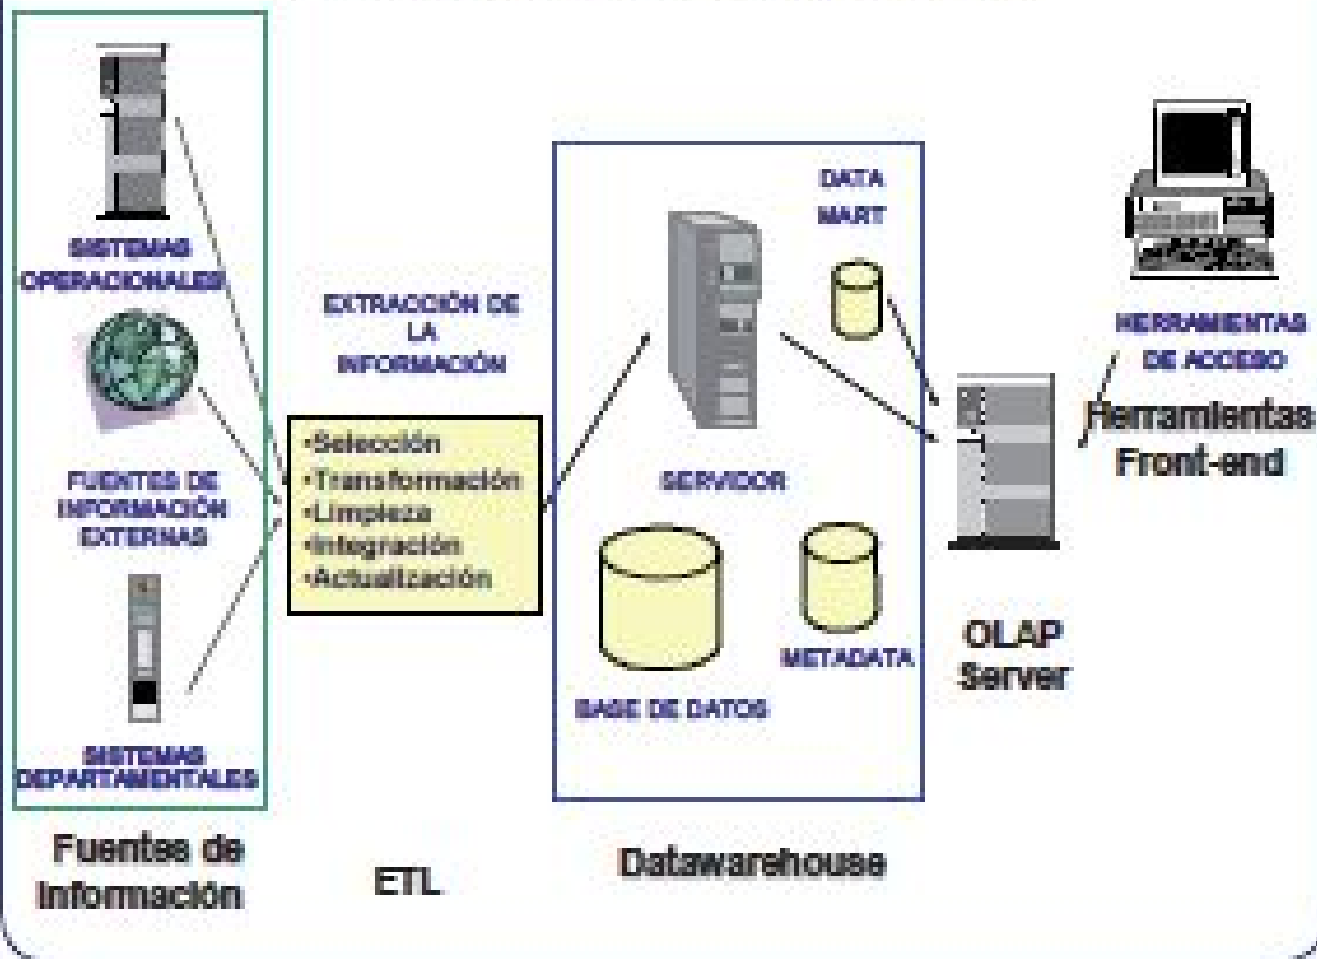 SISTEMAS
OPERACIONALES
FUENTES DE
INFORMACIÓN
EXTERNAS
SISTEMAS
DEPARTAMENTALES
Fuentes de
Información
EXTRACCIÓN DE
LA
INFORMACIÓN
•Selección
•Transformación
•Limpieza
•Integración
•Actualización
ETL
DATA
MART
SERVIDOR
BASE DE DATOS
METADATA
Datawarehouse
OLAP
Server
HERRAMIENTAS
DE ACCESO
Herramientas
Front-end